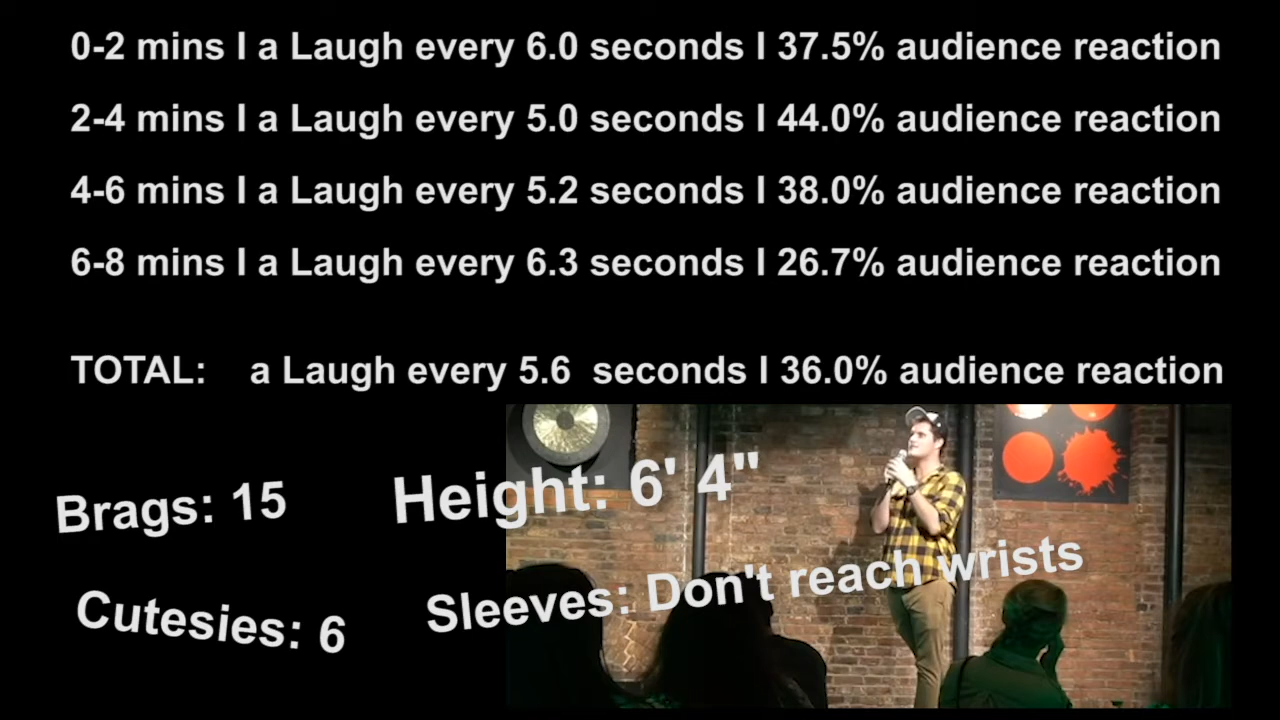 0-2 mins I a Laugh every 6.0 seconds I 37.5% audience reaction
2-4 mins I a Laugh every 5.0 seconds I 44.0% audience reaction
4-6 mins I a Laugh every 5.2 seconds I 38.0% audience reaction
6-8 mins I a Laugh every 6.3 seconds I 26.7% audience reaction
TOTAL: a Laugh every 5.6 seconds I 36.0% audience reaction
Brags: 15
Height: 6' 4"
Cutesies: 6
Sleeves: Don't reach wrists